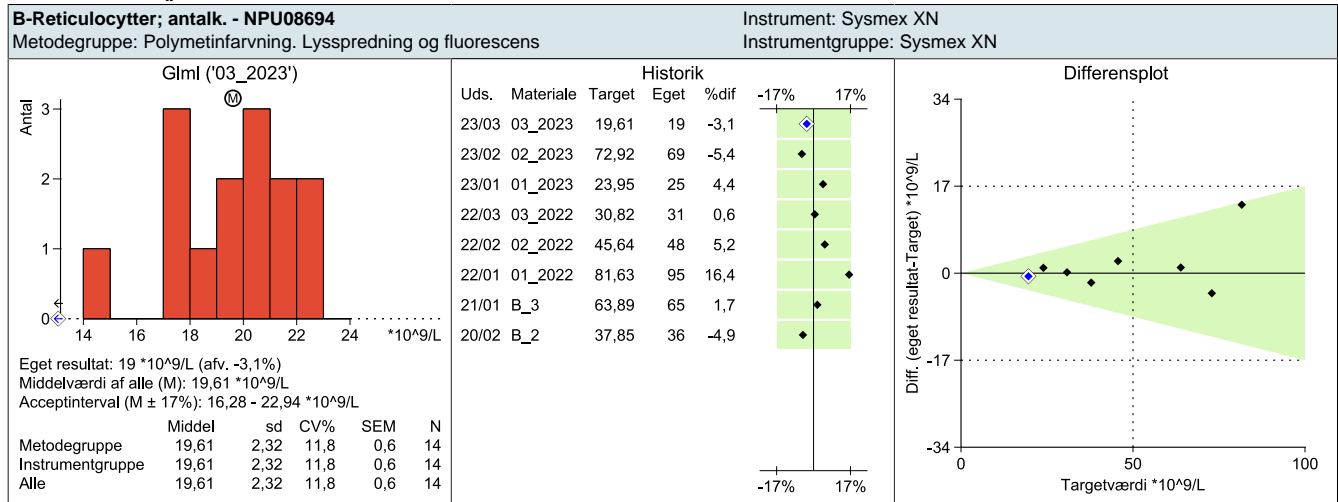 B-Reticulocytter; antalk. - NPU08694
Instrument: Sysmex XN
Metodegruppe: Polymetinfarvning. Lysspredning og fluorescens
Instrumentgruppe: Sysmex XN
Glml ('03_2023')
M
Antal
3
2
1
0
14 16 18 20 22 24 *10^9/L
Eget resultat: 19 *10^9/L (afv. -3,1%)
Middelværdi af alle (M): 19,61 *10^9/L
Acceptinterval (M ± 17%): 16,28 - 22,94 *10^9/L
Middel sd CV% SEM N
Metodegruppe 19,61 2,32 11,8 0,6 14
Instrumentgruppe 19,61 2,32 11,8 0,6 14
Alle 19,61 2,32 11,8 0,6 14
Historik
Uds. Materiale Target Eget %dif -17% 17%
23/03 03_2023 19,61 19 -3,1
23/02 02_2023 72,92 69 -5,4
23/01 01_2023 23,95 25 4,4
22/03 03_2022 30,82 31 0,6
22/02 02_2022 45,64 48 5,2
22/01 01_2022 81,63 95 16,4
21/01 B_3 63,89 65 1,7
20/02 B_2 37,85 36 -4,9
-17% 17%
Differensplot
Diff. (eget resultat-Target) *10^9/L
34
17
0
-17
-34
0 50 100
Targetværdi *10^9/L